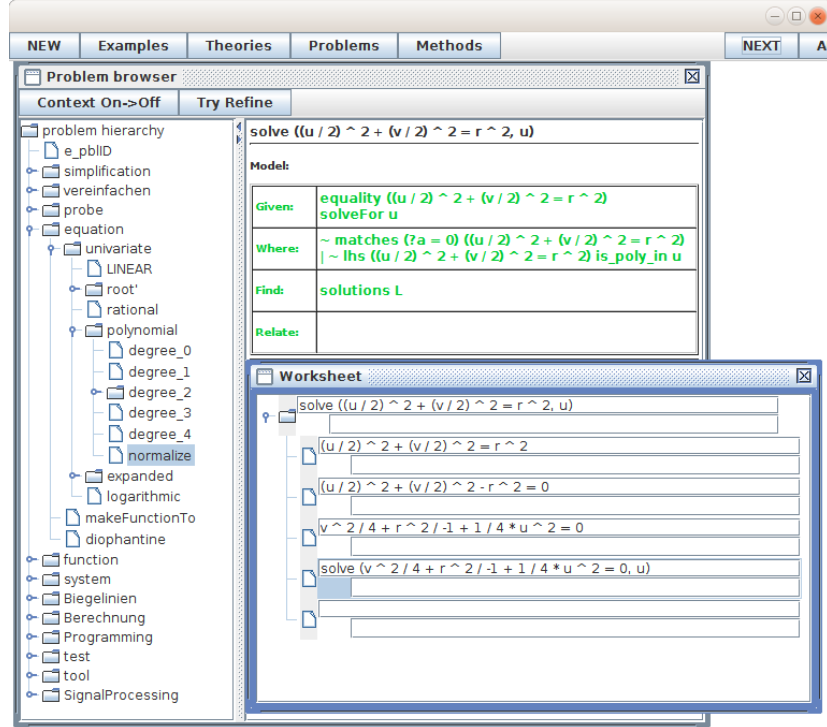 NEW Examples Theories Problems Methods NEXT A
Problem browser
Context On->Off Try Refine
problem hierarchy
e_pblID
simplification
vereinfachen
probe
equation
univariate
LINEAR
root'
rational
polynomial
degree_0
degree_1
degree_2
degree_3
degree_4
normalize
expanded
logarithmic
makeFunctionTo
diophantine
function
system
Biegelinien
Berechnung
Programming
test
tool
SignalProcessing
solve ((u / 2) ^ 2 + (v / 2) ^ 2 = r ^ 2, u)
Model:
Given: equality ((u / 2) ^ 2 + (v / 2) ^ 2 = r ^ 2)
solveFor u
Where: ~ matches (?a = 0) ((u / 2) ^ 2 + (v / 2) ^ 2 = r ^ 2)
| ~ lhs ((u / 2) ^ 2 + (v / 2) ^ 2 = r ^ 2) is_poly_in u
Find: solutions L
Relate:
Worksheet
solve ((u / 2) ^ 2 + (v / 2) ^ 2 = r ^ 2, u)
(u / 2) ^ 2 + (v / 2) ^ 2 = r ^ 2
(u / 2) ^ 2 + (v / 2) ^ 2 - r ^ 2 = 0
v ^ 2 / 4 + r ^ 2 / -1 + 1 / 4 * u ^ 2 = 0
solve (v ^ 2 / 4 + r ^ 2 / -1 + 1 / 4 * u ^ 2 = 0, u)